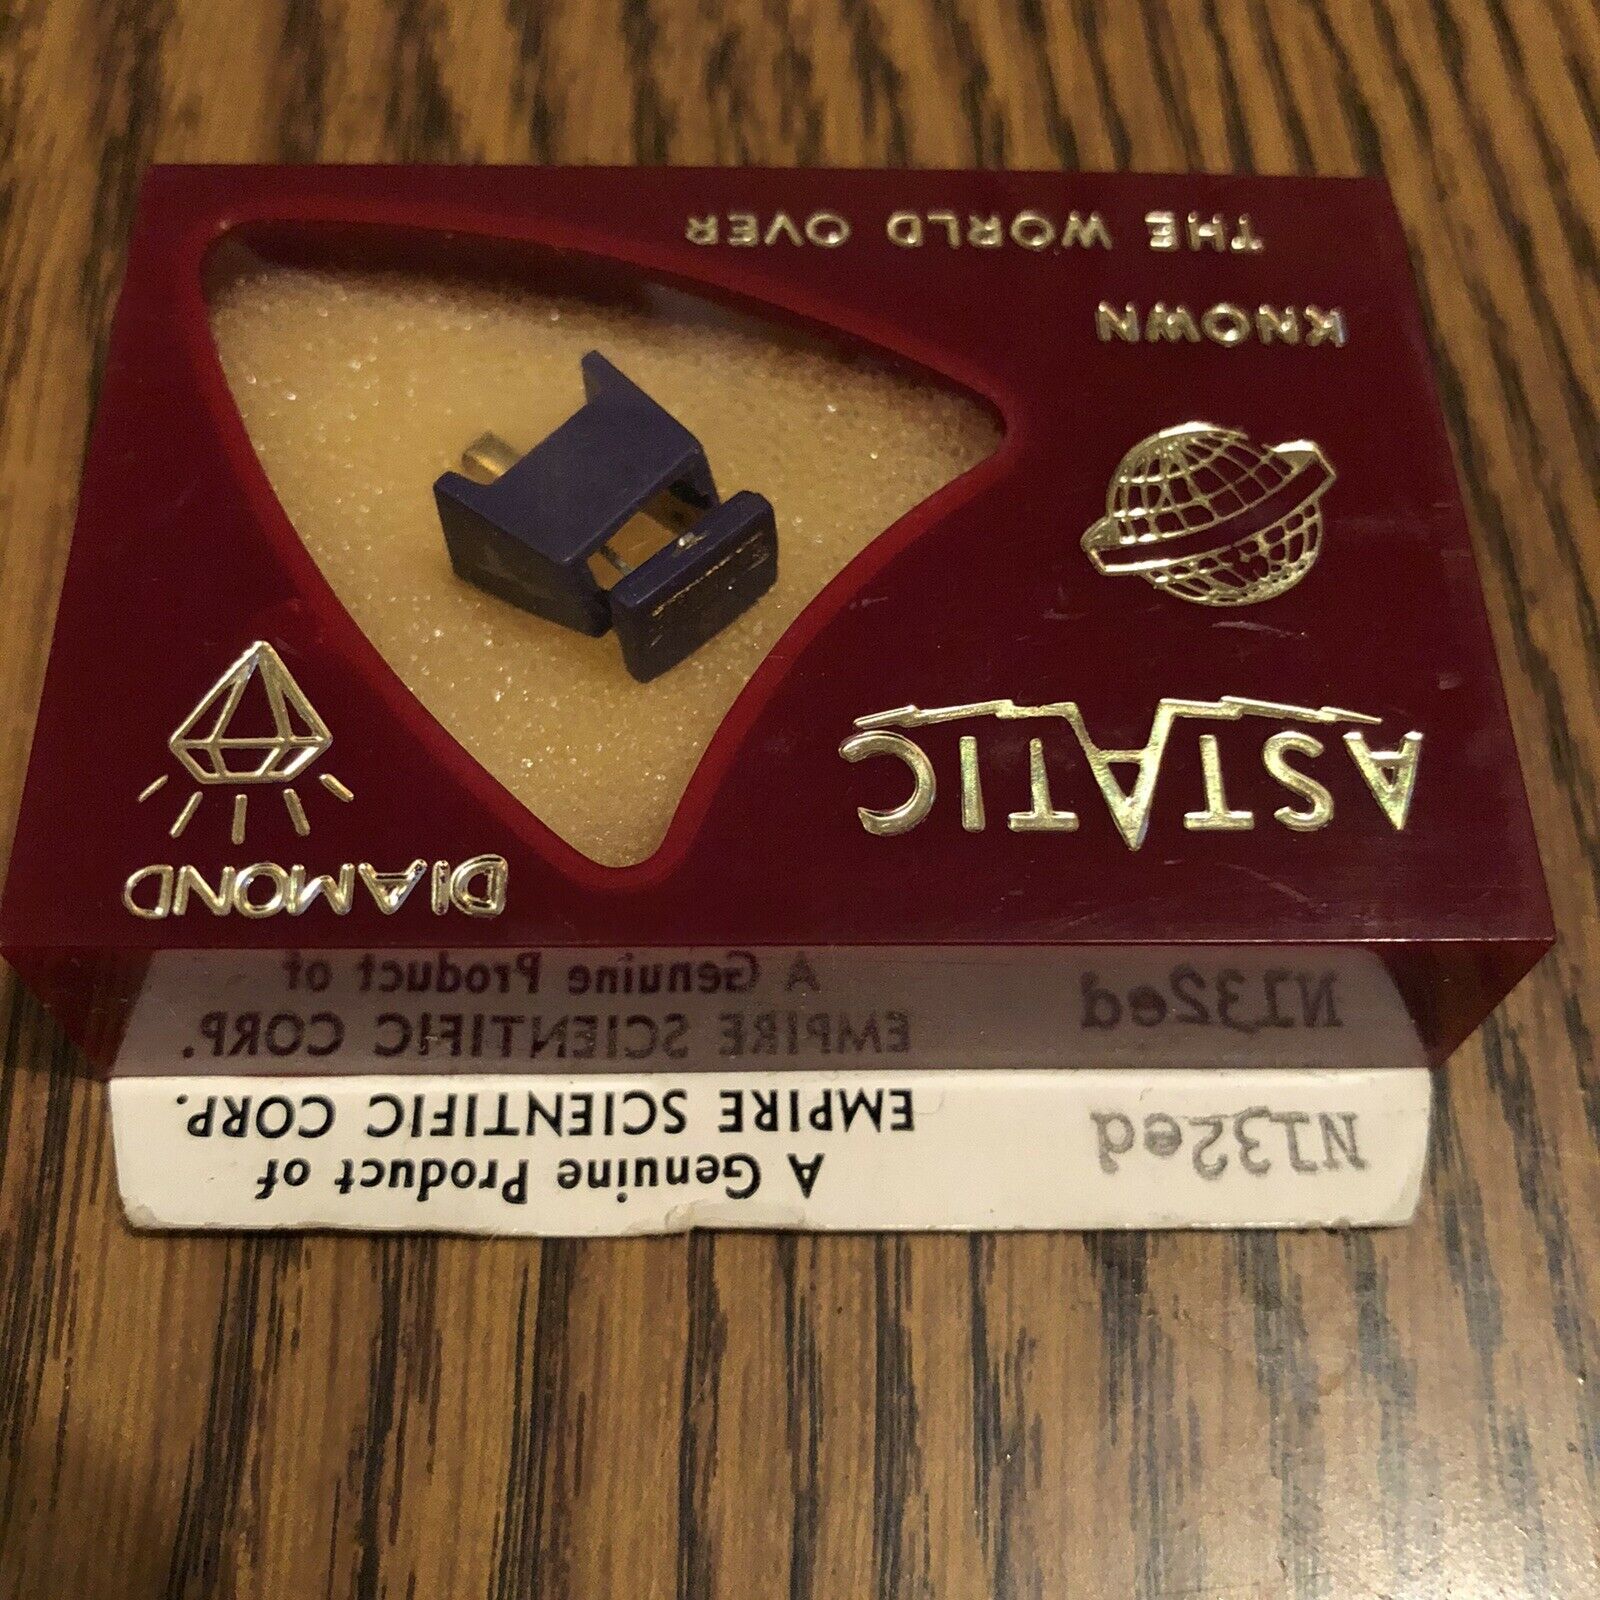 ASTATIC
KNOWN
THE WORLD OVER
DIAMOND
N132ed
A Genuine Product of
EMPIRE SCIENTIFIC CORP.
N132ed
A Genuine Product of
EMPIRE SCIENTIFIC CORP.